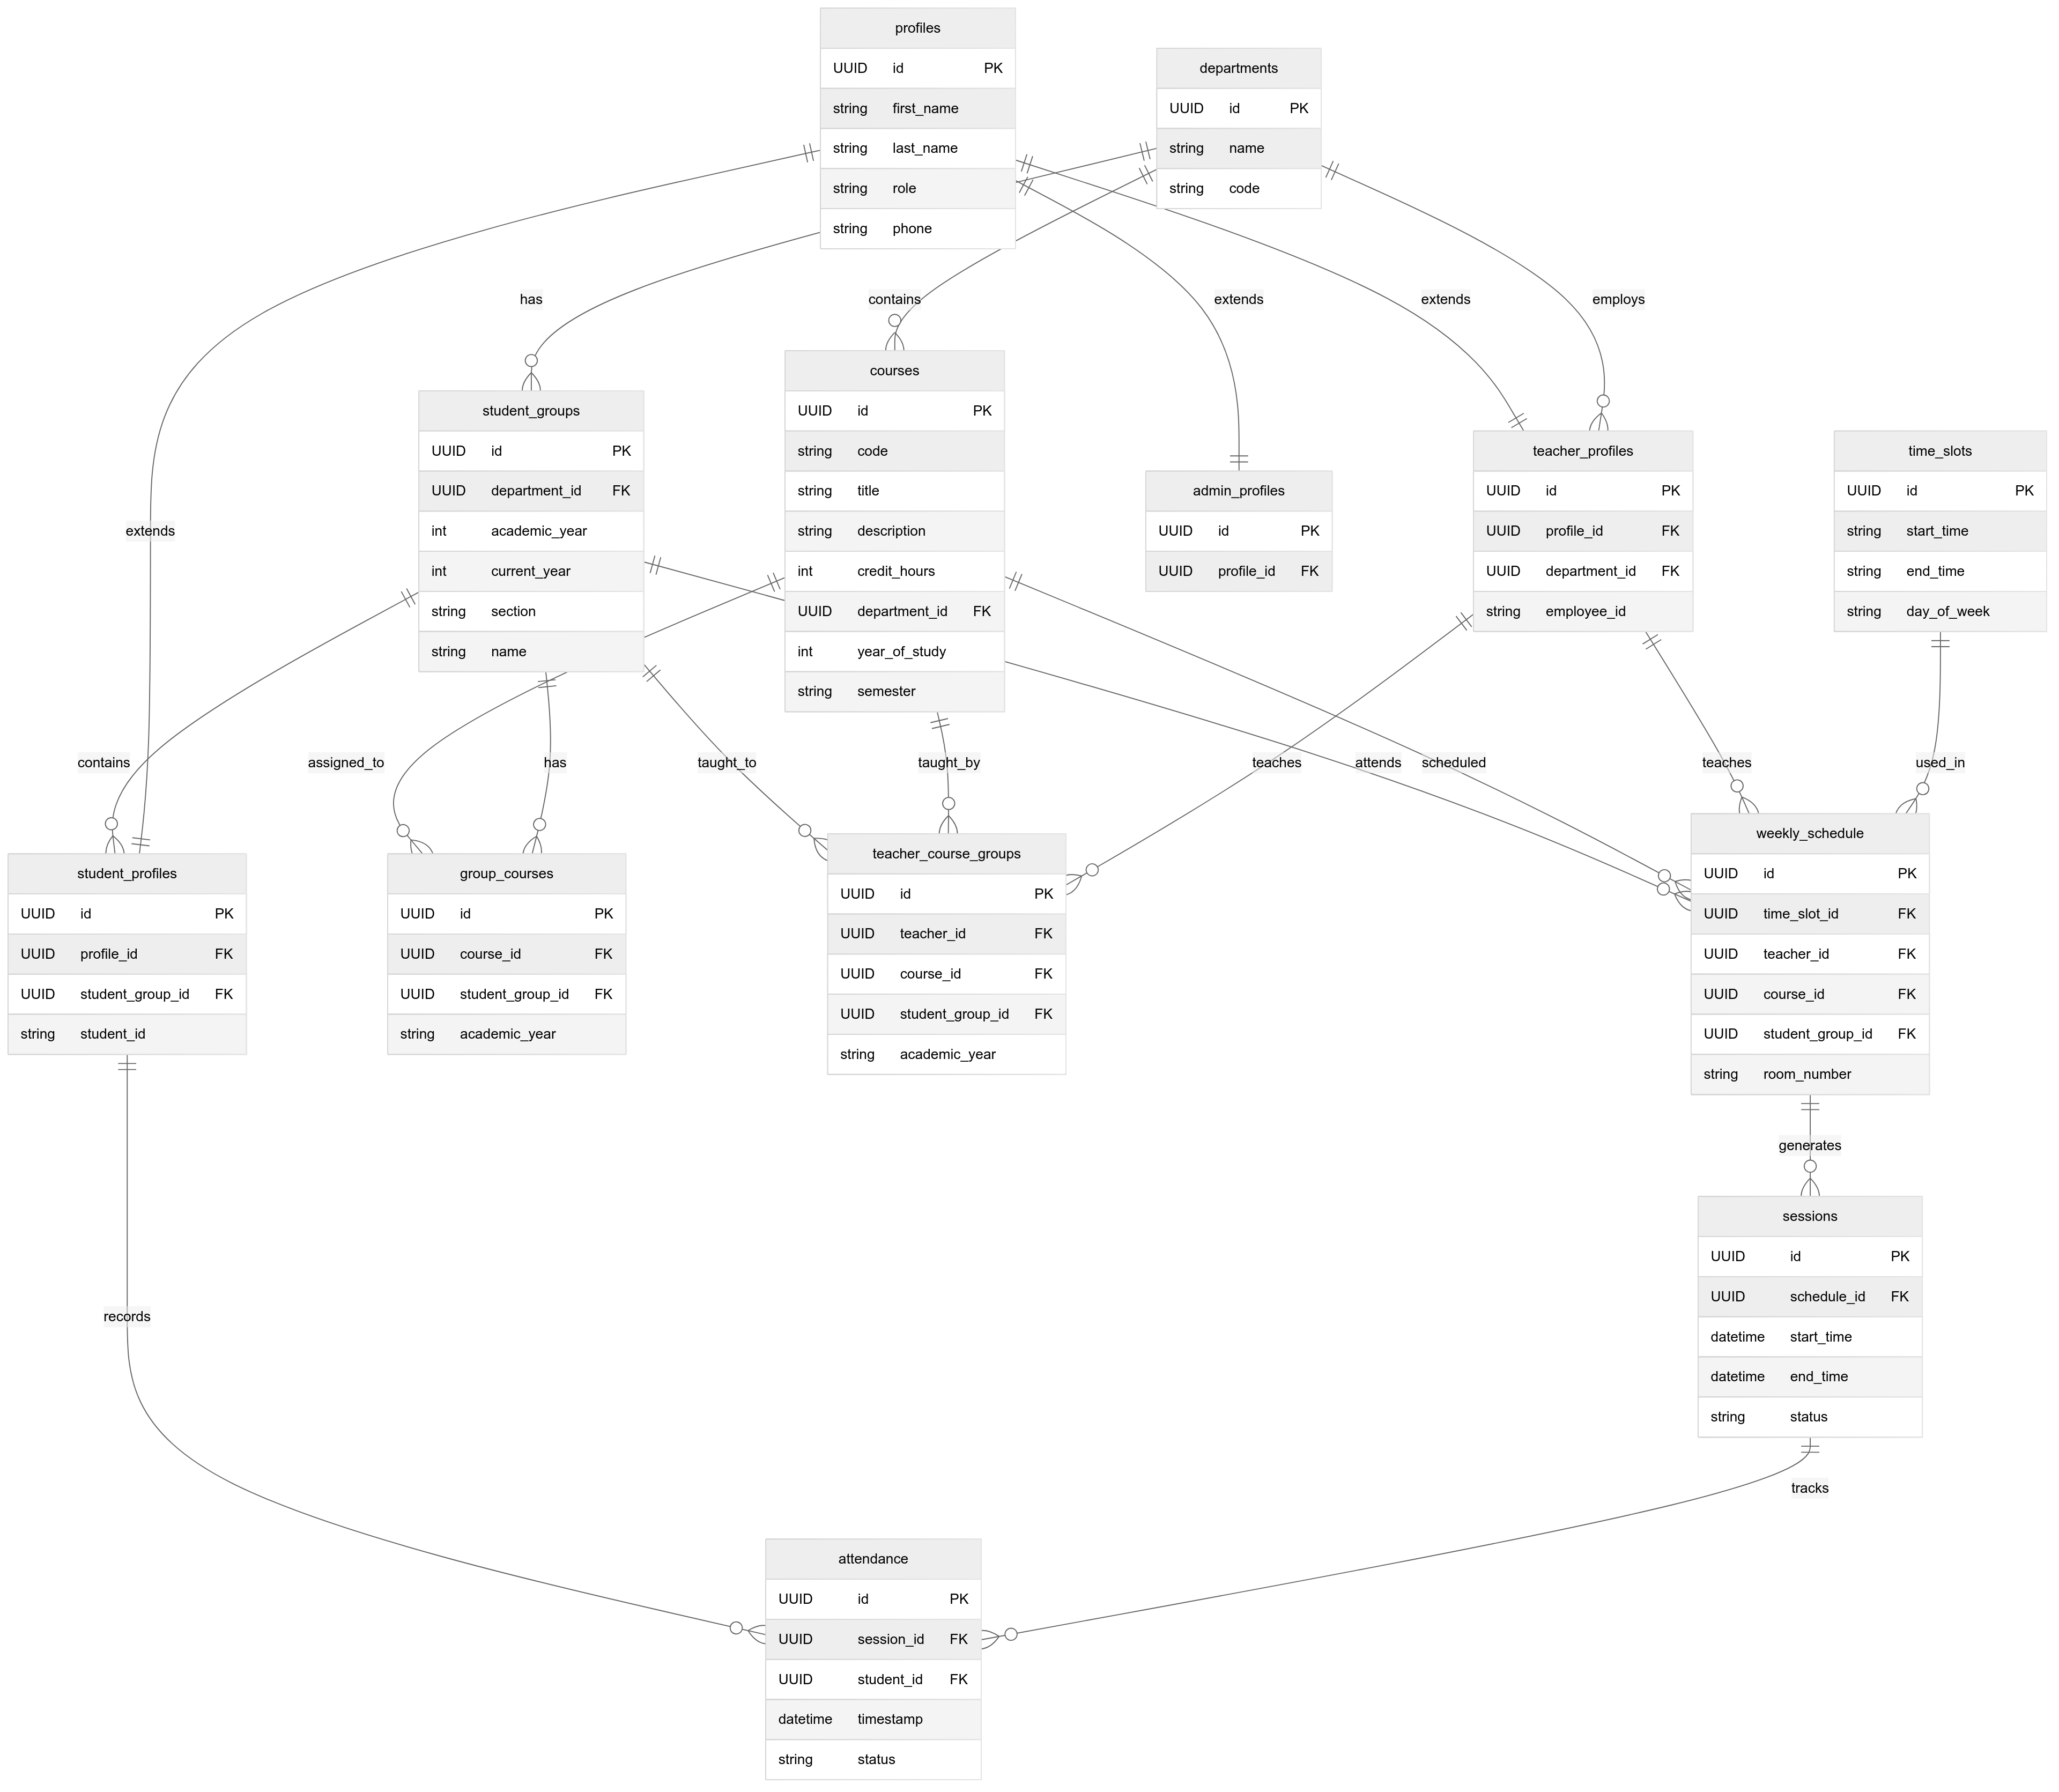 profiles
UUID id PK
string first_name
string last_name
string role
string phone
departments
UUID id PK
string name
string code
has
contains
extends
extends
employs
student_groups
UUID id PK
UUID department_id FK
int academic_year
int current_year
string section
string name
courses
UUID id PK
string code
string title
string description
int credit_hours
UUID department_id FK
int year_of_study
string semester
admin_profiles
UUID id PK
UUID profile_id FK
teacher_profiles
UUID id PK
UUID profile_id FK
UUID department_id FK
string employee_id
time_slots
UUID id PK
string start_time
string end_time
string day_of_week
extends
contains
assigned_to
has
taught_to
taught_by
teaches
attends
scheduled
teaches
used_in
student_profiles
UUID id PK
UUID profile_id FK
UUID student_group_id FK
string student_id
group_courses
UUID id PK
UUID course_id FK
UUID student_group_id FK
string academic_year
teacher_course_groups
UUID id PK
UUID teacher_id FK
UUID course_id FK
UUID student_group_id FK
string academic_year
weekly_schedule
UUID id PK
UUID time_slot_id FK
UUID teacher_id FK
UUID course_id FK
UUID student_group_id FK
string room_number
generates
sessions
UUID id PK
UUID schedule_id FK
datetime start_time
datetime end_time
string status
records
tracks
attendance
UUID id PK
UUID session_id FK
UUID student_id FK
datetime timestamp
string status